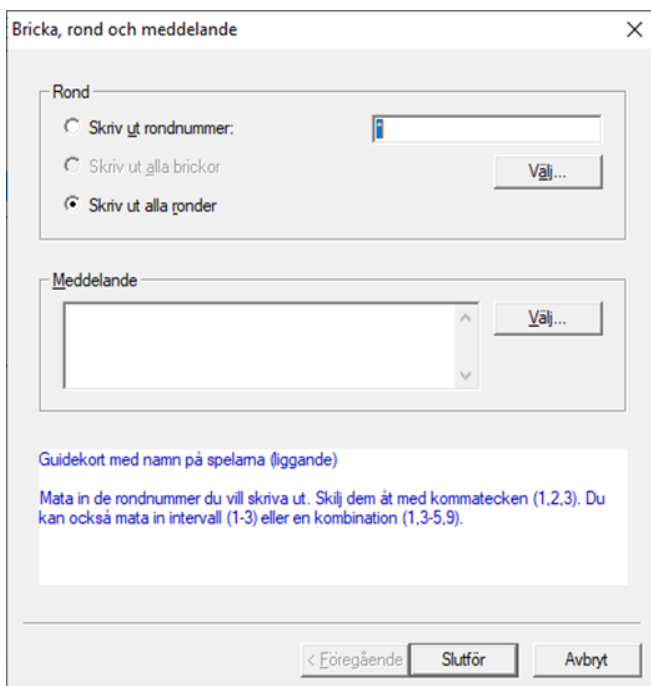 Bricka, rond och meddelande
Rond
Skriv ut rondnummer:
*
Skriv ut alla brickor
Välj...
Skriv ut alla ronder
Meddelande
Välj...
Guidekort med namn på spelarna (liggande)
Mata in de rondnummer du vill skriva ut. Skilj dem åt med kommatecken (1,2,3). Du
kan också mata in intervall (1-3) eller en kombination (1,3-5,9).
< Föregående
Slutför
Avbryt